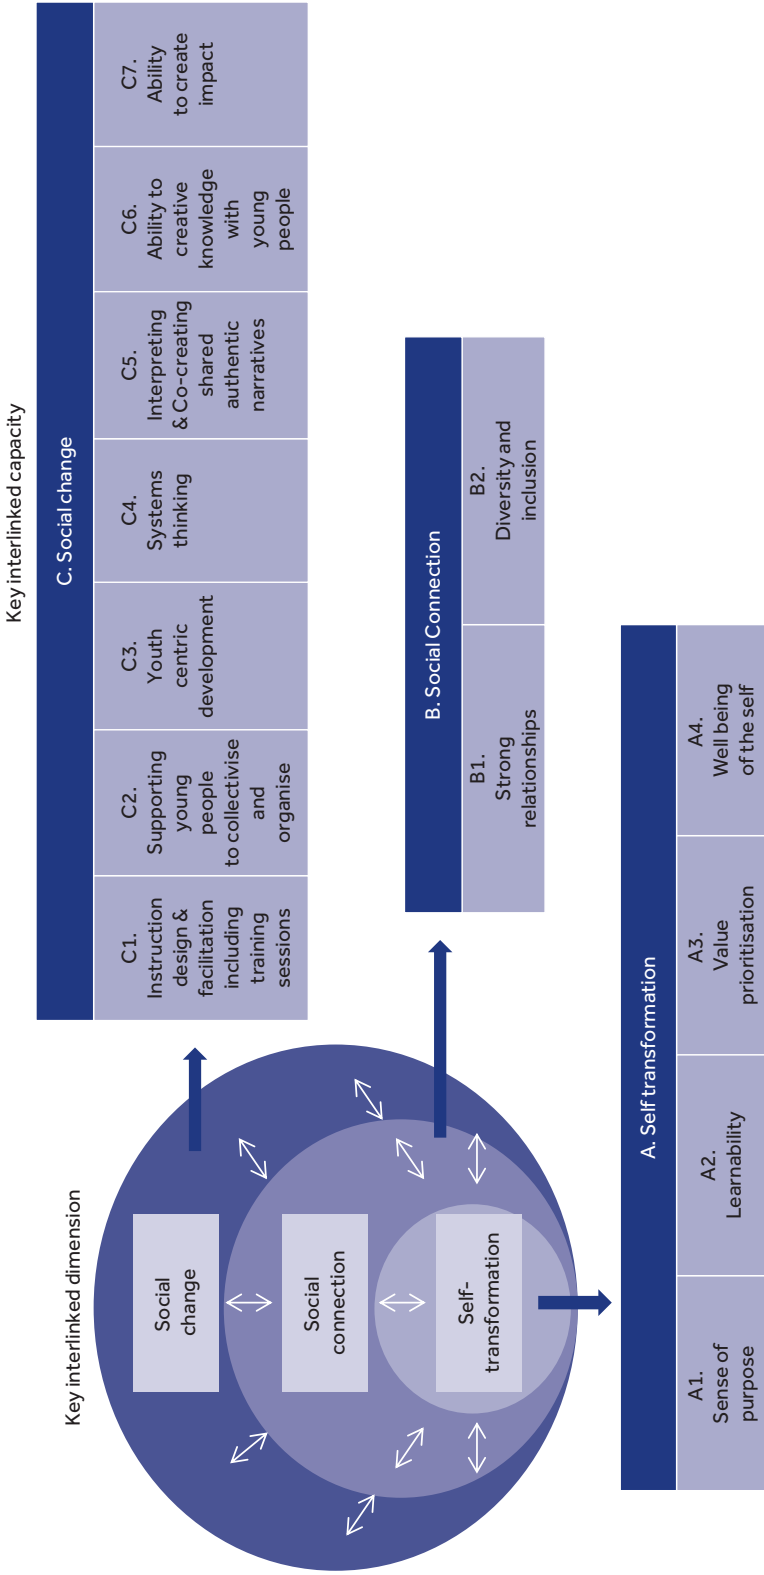 Key interlinked dimension
Social
change
Social
connection
Self-
transformation
Key interlinked capacity
C. Social change
C1.
Instruction
design &
facilitation
including
training
sessions
C2.
Supporting
young
people
to collectivise
and
organise
C3.
Youth
centric
development
C4.
Systems
thinking
C5.
Interpreting
& Co-creating
shared
authentic
narratives
C6.
Ability to
creative
knowledge
with
young
people
C7.
Ability
to create
impact
B. Social Connection
B1.
Strong
relationships
B2.
Diversity and
inclusion
A. Self transformation
A1.
Sense of
purpose
A2.
Learnability
A3.
Value
prioritisation
A4.
Well being
of the self